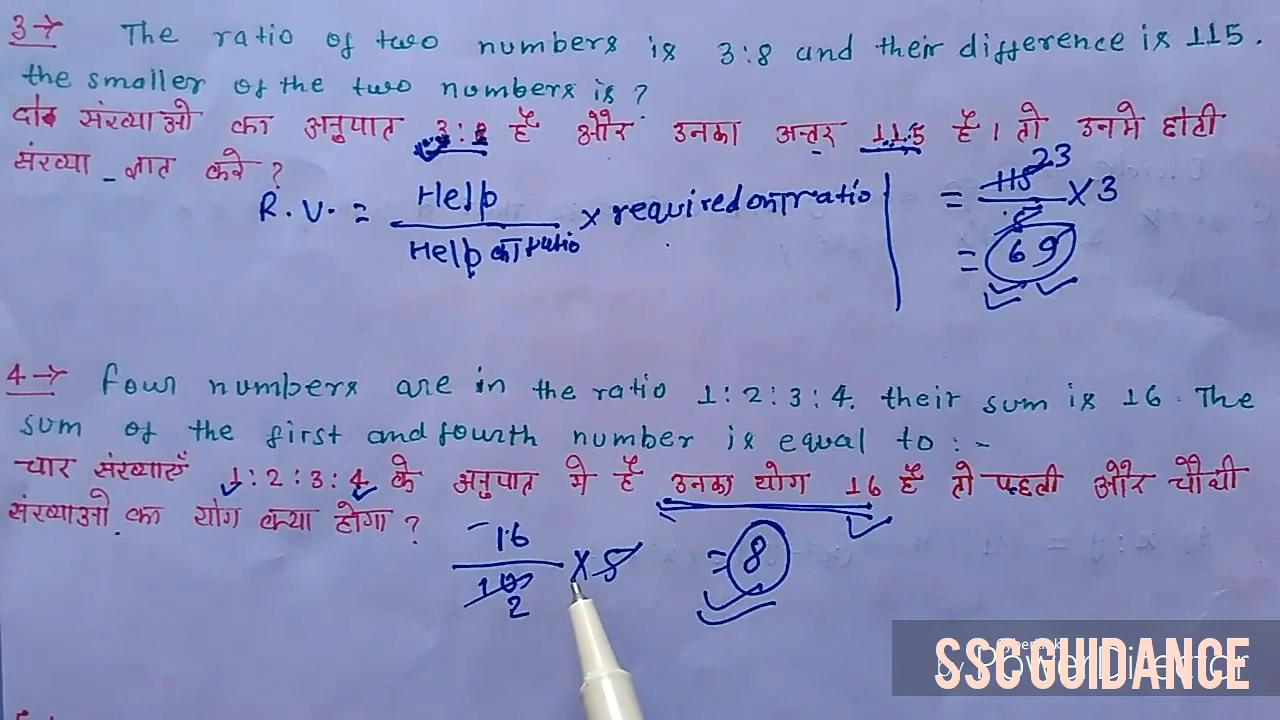 3→ The ratio of two numbers is 3:8 and their difference is 115.
the smaller of the two numbers is ?
संख्याओ का अनुपात 3: है और उनका अन्तर 115 है। तो उनमे छोटी
संख्या ज्ञात करे ?
R.V. = Help / Help का ratio × required का ratio
= 115 23 / 5 × 3
= 69
4→ Four numbers are in the ratio 1:2:3:4. their sum is 16. The
sum of the first and fourth number is equal to :-
चार संख्याएँ 1:2:3:4 के अनुपात मे है उनका योग 16 है तो पहली और चौथी
संख्याओ का योग क्या होगा ?
16 / 10 2 × 5 = 8
SSC GUIDANCE
by PowerDirector